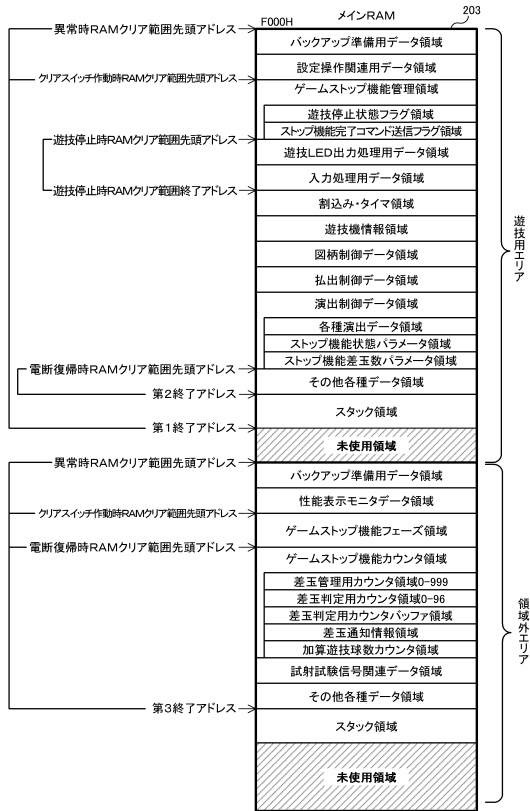 メインRAM
203
F000H
異常時RAMクリア範囲先頭アドレス
バックアップ準備用データ領域
設定操作関連用データ領域
クリアスイッチ作動時RAMクリア範囲先頭アドレス
ゲームストップ機能管理領域
遊技停止状態フラグ領域
ストップ機能完了コマンド送信フラグ領域
遊技停止時RAMクリア範囲先頭アドレス
遊技LED出力処理用データ領域
入力処理用データ領域
遊技停止時RAMクリア範囲終了アドレス
割込み・タイマ領域
遊技機情報領域
図柄制御データ領域
払出制御データ領域
演出制御データ領域
各種演出データ領域
ストップ機能状態パラメータ領域
ストップ機能差玉数パラメータ領域
電断復帰時RAMクリア範囲先頭アドレス
その他各種データ領域
第2終了アドレス
スタック領域
第1終了アドレス
未使用領域
遊技用エリア
異常時RAMクリア範囲先頭アドレス
バックアップ準備用データ領域
性能表示モニタデータ領域
クリアスイッチ作動時RAMクリア範囲先頭アドレス
ゲームストップ機能フェーズ領域
電断復帰時RAMクリア範囲先頭アドレス
ゲームストップ機能カウンタ領域
差玉管理用カウンタ領域0-999
差玉判定用カウンタ領域0-96
差玉判定用カウンタバッファ領域
差玉通知情報領域
加算遊技球数カウンタ領域
試射試験信号関連データ領域
その他各種データ領域
第3終了アドレス
スタック領域
未使用領域
領域外エリア